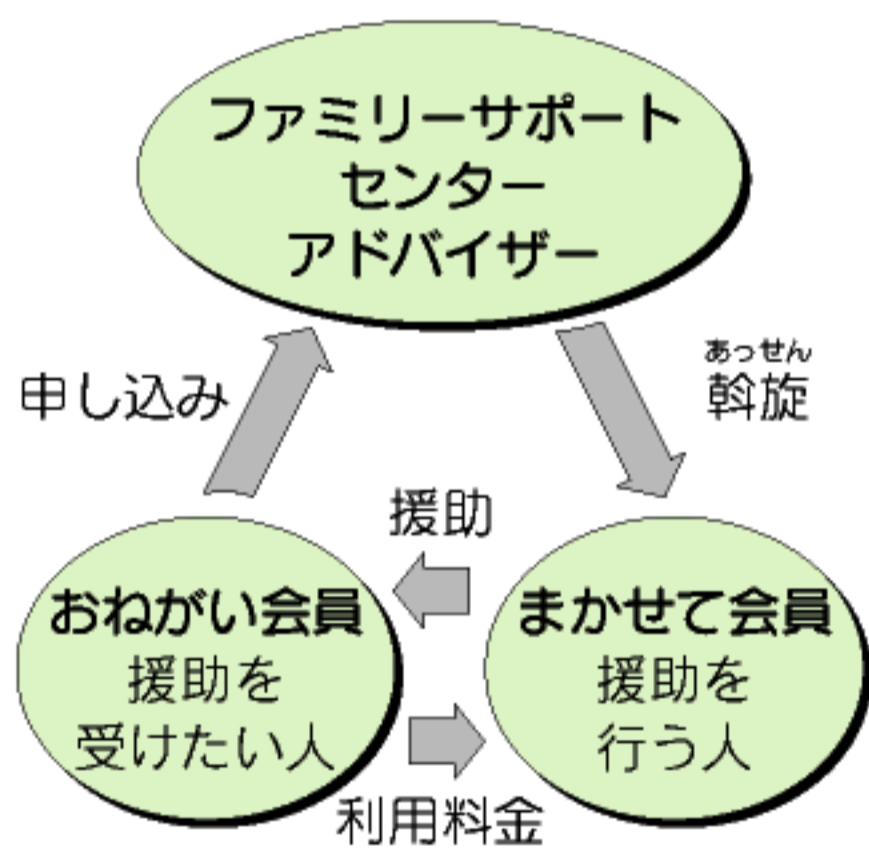 ファミリーサポート
センター
アドバイザー
申し込み
あっせん
斡旋
援助
おねがい会員
援助を
受けたい人
まかせて会員
援助を
行う人
利用料金